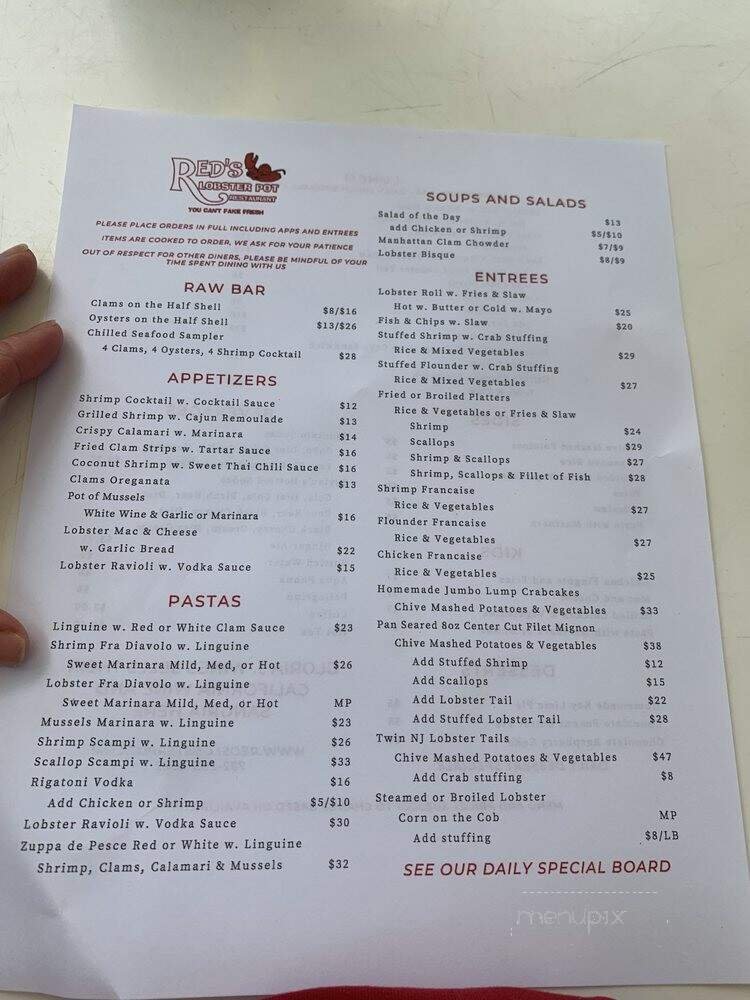 RED'S
LOBSTER POT
RESTAURANT
YOU CAN'T FAKE FRESH
PLEASE PLACE ORDERS IN FULL INCLUDING APPS AND ENTREES
ITEMS ARE COOKED TO ORDER, WE ASK FOR YOUR PATIENCE
OUT OF RESPECT FOR OTHER DINERS, PLEASE BE MINDFUL OF YOUR
TIME SPENT DINING WITH US
RAW BAR
Clams on the Half Shell $8/$16
Oysters on the Half Shell $13/$26
Chilled Seafood Sampler
4 Clams, 4 Oysters, 4 Shrimp Cocktail $28
APPETIZERS
Shrimp Cocktail w. Cocktail Sauce $12
Grilled Shrimp w. Cajun Remoulade $13
Crispy Calamari w. Marinara $14
Fried Clam Strips w. Tartar Sauce $16
Coconut Shrimp w. Sweet Thai Chili Sauce $16
Clams Oreganata $13
Pot of Mussels
White Wine & Garlic or Marinara $16
Lobster Mac & Cheese
w. Garlic Bread $22
Lobster Ravioli w. Vodka Sauce $15
PASTAS
Linguine w. Red or White Clam Sauce $23
Shrimp Fra Diavolo w. Linguine
Sweet Marinara Mild, Med, or Hot $26
Lobster Fra Diavolo w. Linguine
Sweet Marinara Mild, Med, or Hot MP
Mussels Marinara w. Linguine $23
Shrimp Scampi w. Linguine $26
Scallop Scampi w. Linguine $33
Rigatoni Vodka $16
Add Chicken or Shrimp $5/$10
Lobster Ravioli w. Vodka Sauce $30
Zuppa de Pesce Red or White w. Linguine
Shrimp, Clams, Calamari & Mussels $32
SOUPS AND SALADS
Salad of the Day $13
add Chicken or Shrimp $5/$10
Manhattan Clam Chowder $7/$9
Lobster Bisque $8/$9
ENTREES
Lobster Roll w. Fries & Slaw
Hot w. Butter or Cold w. Mayo $25
Fish & Chips w. Slaw $20
Stuffed Shrimp w. Crab Stuffing
Rice & Mixed Vegetables $29
Stuffed Flounder w. Crab Stuffing
Rice & Mixed Vegetables $27
Fried or Broiled Platters
Rice & Vegetables or Fries & Slaw
Shrimp $24
Scallops $29
Shrimp & Scallops $27
Shrimp, Scallops & Fillet of Fish $28
Shrimp Francaise
Rice & Vegetables $27
Flounder Francaise
Rice & Vegetables $27
Chicken Francaise
Rice & Vegetables $25
Homemade Jumbo Lump Crabcakes
Chive Mashed Potatoes & Vegetables $33
Pan Seared 8oz Center Cut Filet Mignon
Chive Mashed Potatoes & Vegetables $38
Add Stuffed Shrimp $12
Add Scallops $15
Add Lobster Tail $22
Add Stuffed Lobster Tail $28
Twin NJ Lobster Tails
Chive Mashed Potatoes & Vegetables $47
Add Crab stuffing $8
Steamed or Broiled Lobster
Corn on the Cob MP
Add stuffing $8/LB
SEE OUR DAILY SPECIAL BOARD
menupix